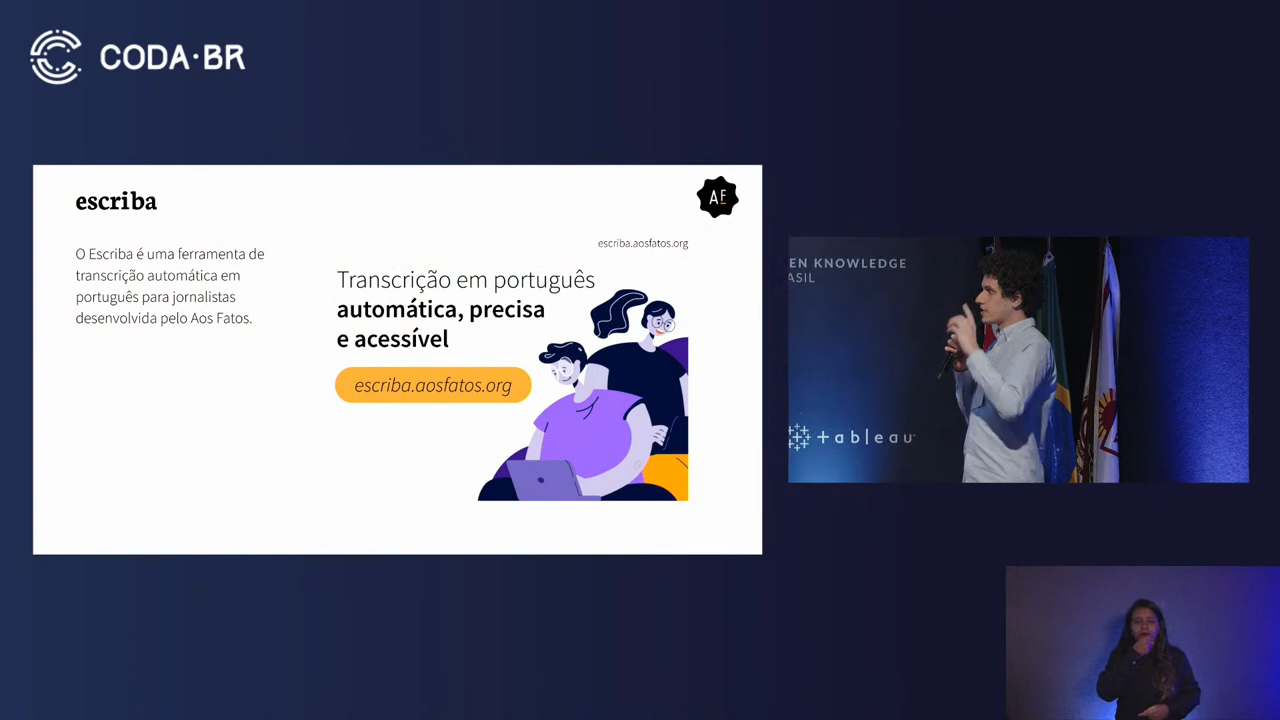 CODA·BR
escriba
AF
O Escriba é uma ferramenta de
transcrição automática em
português para jornalistas
desenvolvida pelo Aos Fatos.
escriba.aosfatos.org
Transcrição em português
automática, precisa
e acessível
escriba.aosfatos.org
EN KNOWLEDGE
ASIL
+ableau